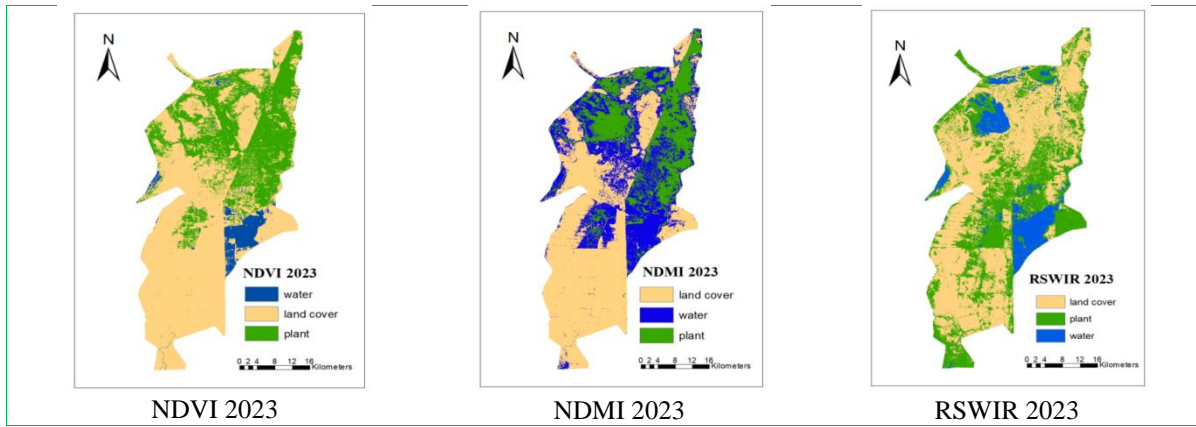 N
NDVI 2023
water
land cover
plant
0 2 4 8 12 16
Kilometers
NDVI 2023
N
NDMI 2023
land cover
water
plant
0 2 4 8 12 16
Kilometers
NDMI 2023
N
RSWIR 2023
land cover
plant
water
0 2 4 8 12 16
Kilometers
RSWIR 2023